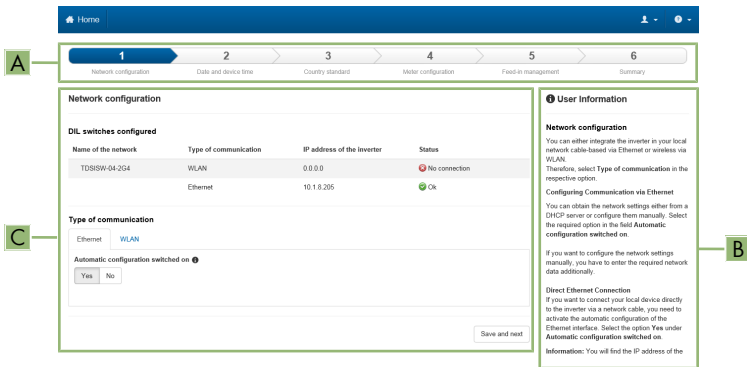 Home
A
1 2 3 4 5 6
Network configuration Date and device time Country standard Meter configuration Feed-in management Summary
C
Network configuration
DIL switches configured
Name of the network Type of communication IP address of the inverter Status
TDSISW-04-2G4 WLAN 0.0.0.0 No connection
Ethernet 10.1.8.205 Ok
Type of communication
Ethernet WLAN
Automatic configuration switched on
Yes No
Save and next
B
User Information
Network configuration
You can either integrate the inverter in your local
network cable-based via Ethernet or wireless via
WLAN.
Therefore, select Type of communication in the
respective option.
Configuring Communication via Ethernet
You can obtain the network settings either from a
DHCP server or configure them manually. Select
the required option in the field Automatic
configuration switched on.
If you want to configure the network settings
manually, you have to enter the required network
data additionally.
Direct Ethernet Connection
If you want to connect your local device directly
to the inverter via a network cable, you need to
activate the automatic configuration of the
Ethernet interface. Select the option Yes under
Automatic configuration switched on.
Information: You will find the IP address of the